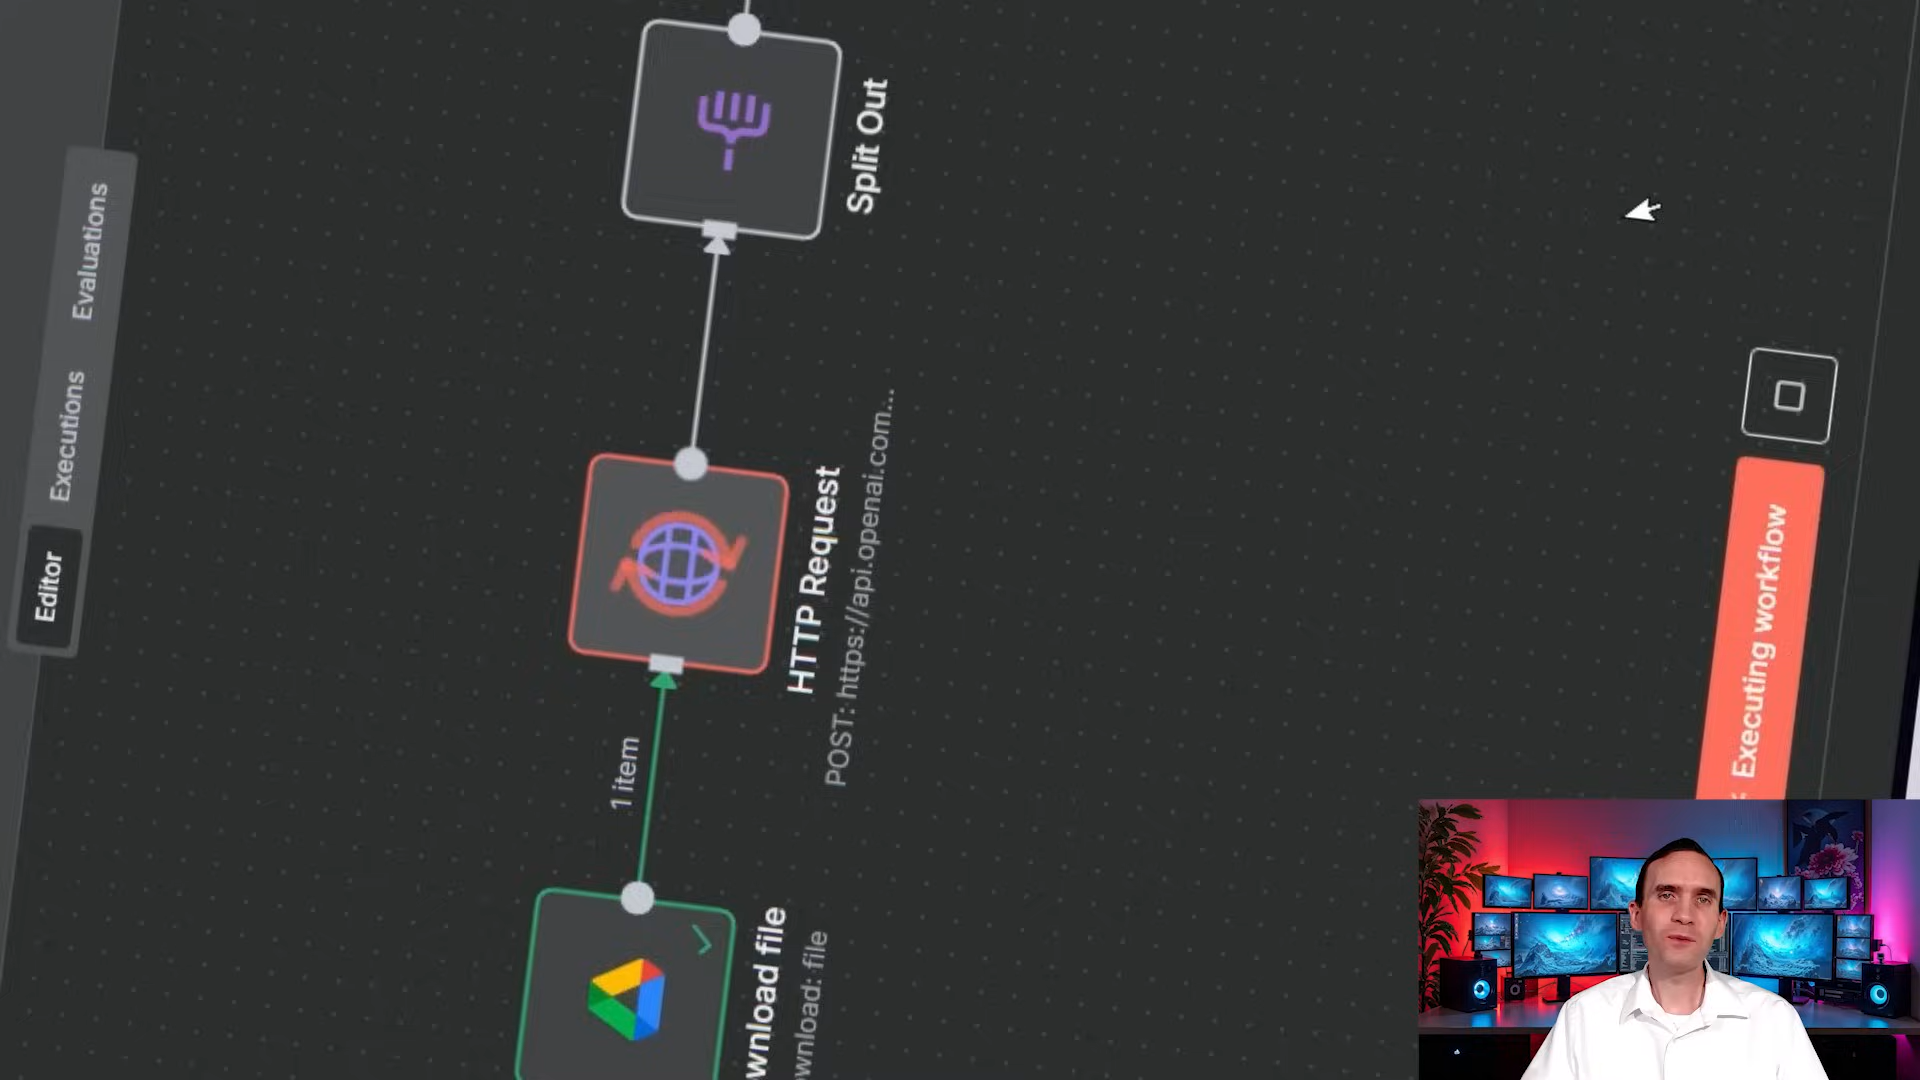 Editor
Executions
Evaluations
Split Out
HTTP Request
POST: https://api.openai.com...
1 item
wnload file
wnload: file
Executing workflow